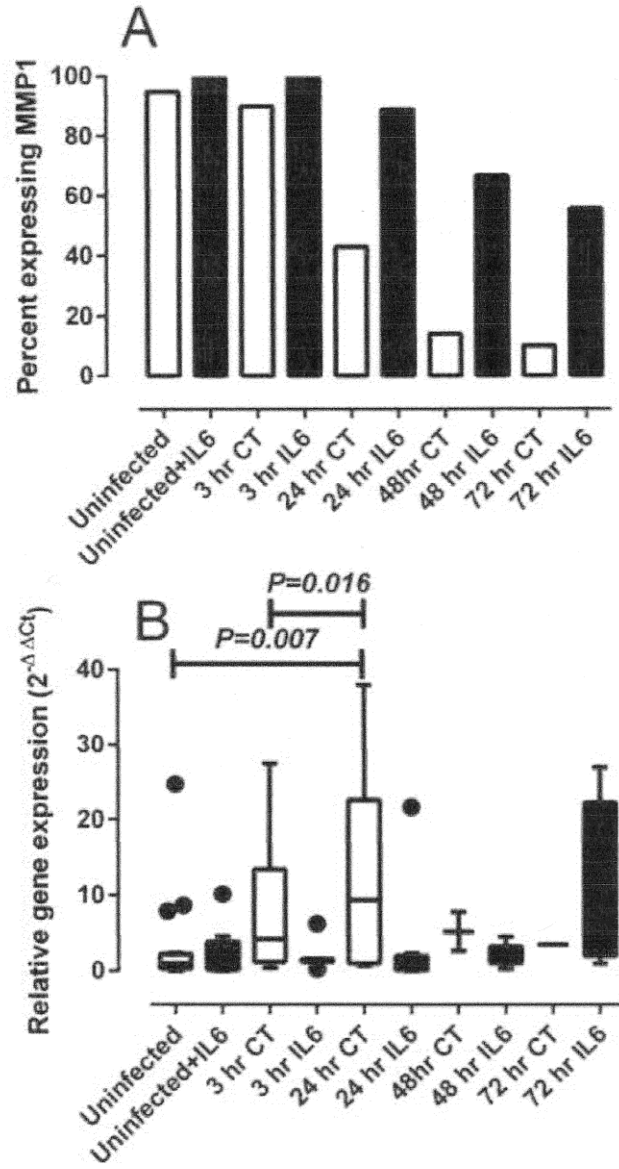 A
Percent expressing MMP1
100
80
60
40
20
0
Uninfected
Uninfected+IL6
3 hr CT
3 hr IL6
24 hr CT
24 hr IL6
48hr CT
48 hr IL6
72 hr CT
72 hr IL6
B
P=0.016
P=0.007
Relative gene expression (2^-Δ ΔCt)
40
30
20
10
0
Uninfected
Uninfected+IL6
3 hr CT
3 hr IL6
24 hr CT
24 hr IL6
48hr CT
48 hr IL6
72 hr CT
72 hr IL6